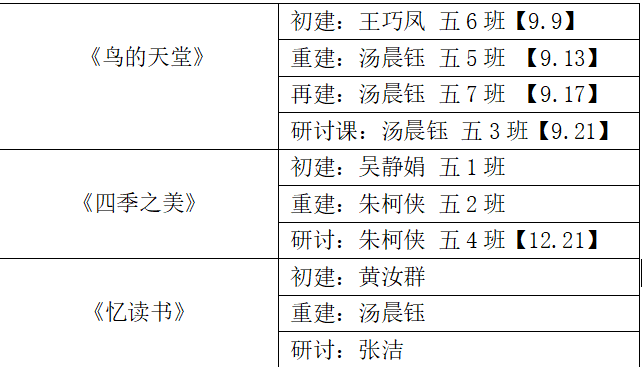 《鸟的天堂》
初建：王巧凤 五 6 班【9.9】
重建：汤晨钰 五 5 班 【9.13】
再建：汤晨钰 五 7 班 【9.17】
研讨课：汤晨钰 五 3 班【9.21】
《四季之美》
初建：吴静娟 五 1 班
重建：朱柯侠 五 2 班
研讨：朱柯侠 五 4 班【12.21】
《忆读书》
初建：黄汝群
重建：汤晨钰
研讨：张洁